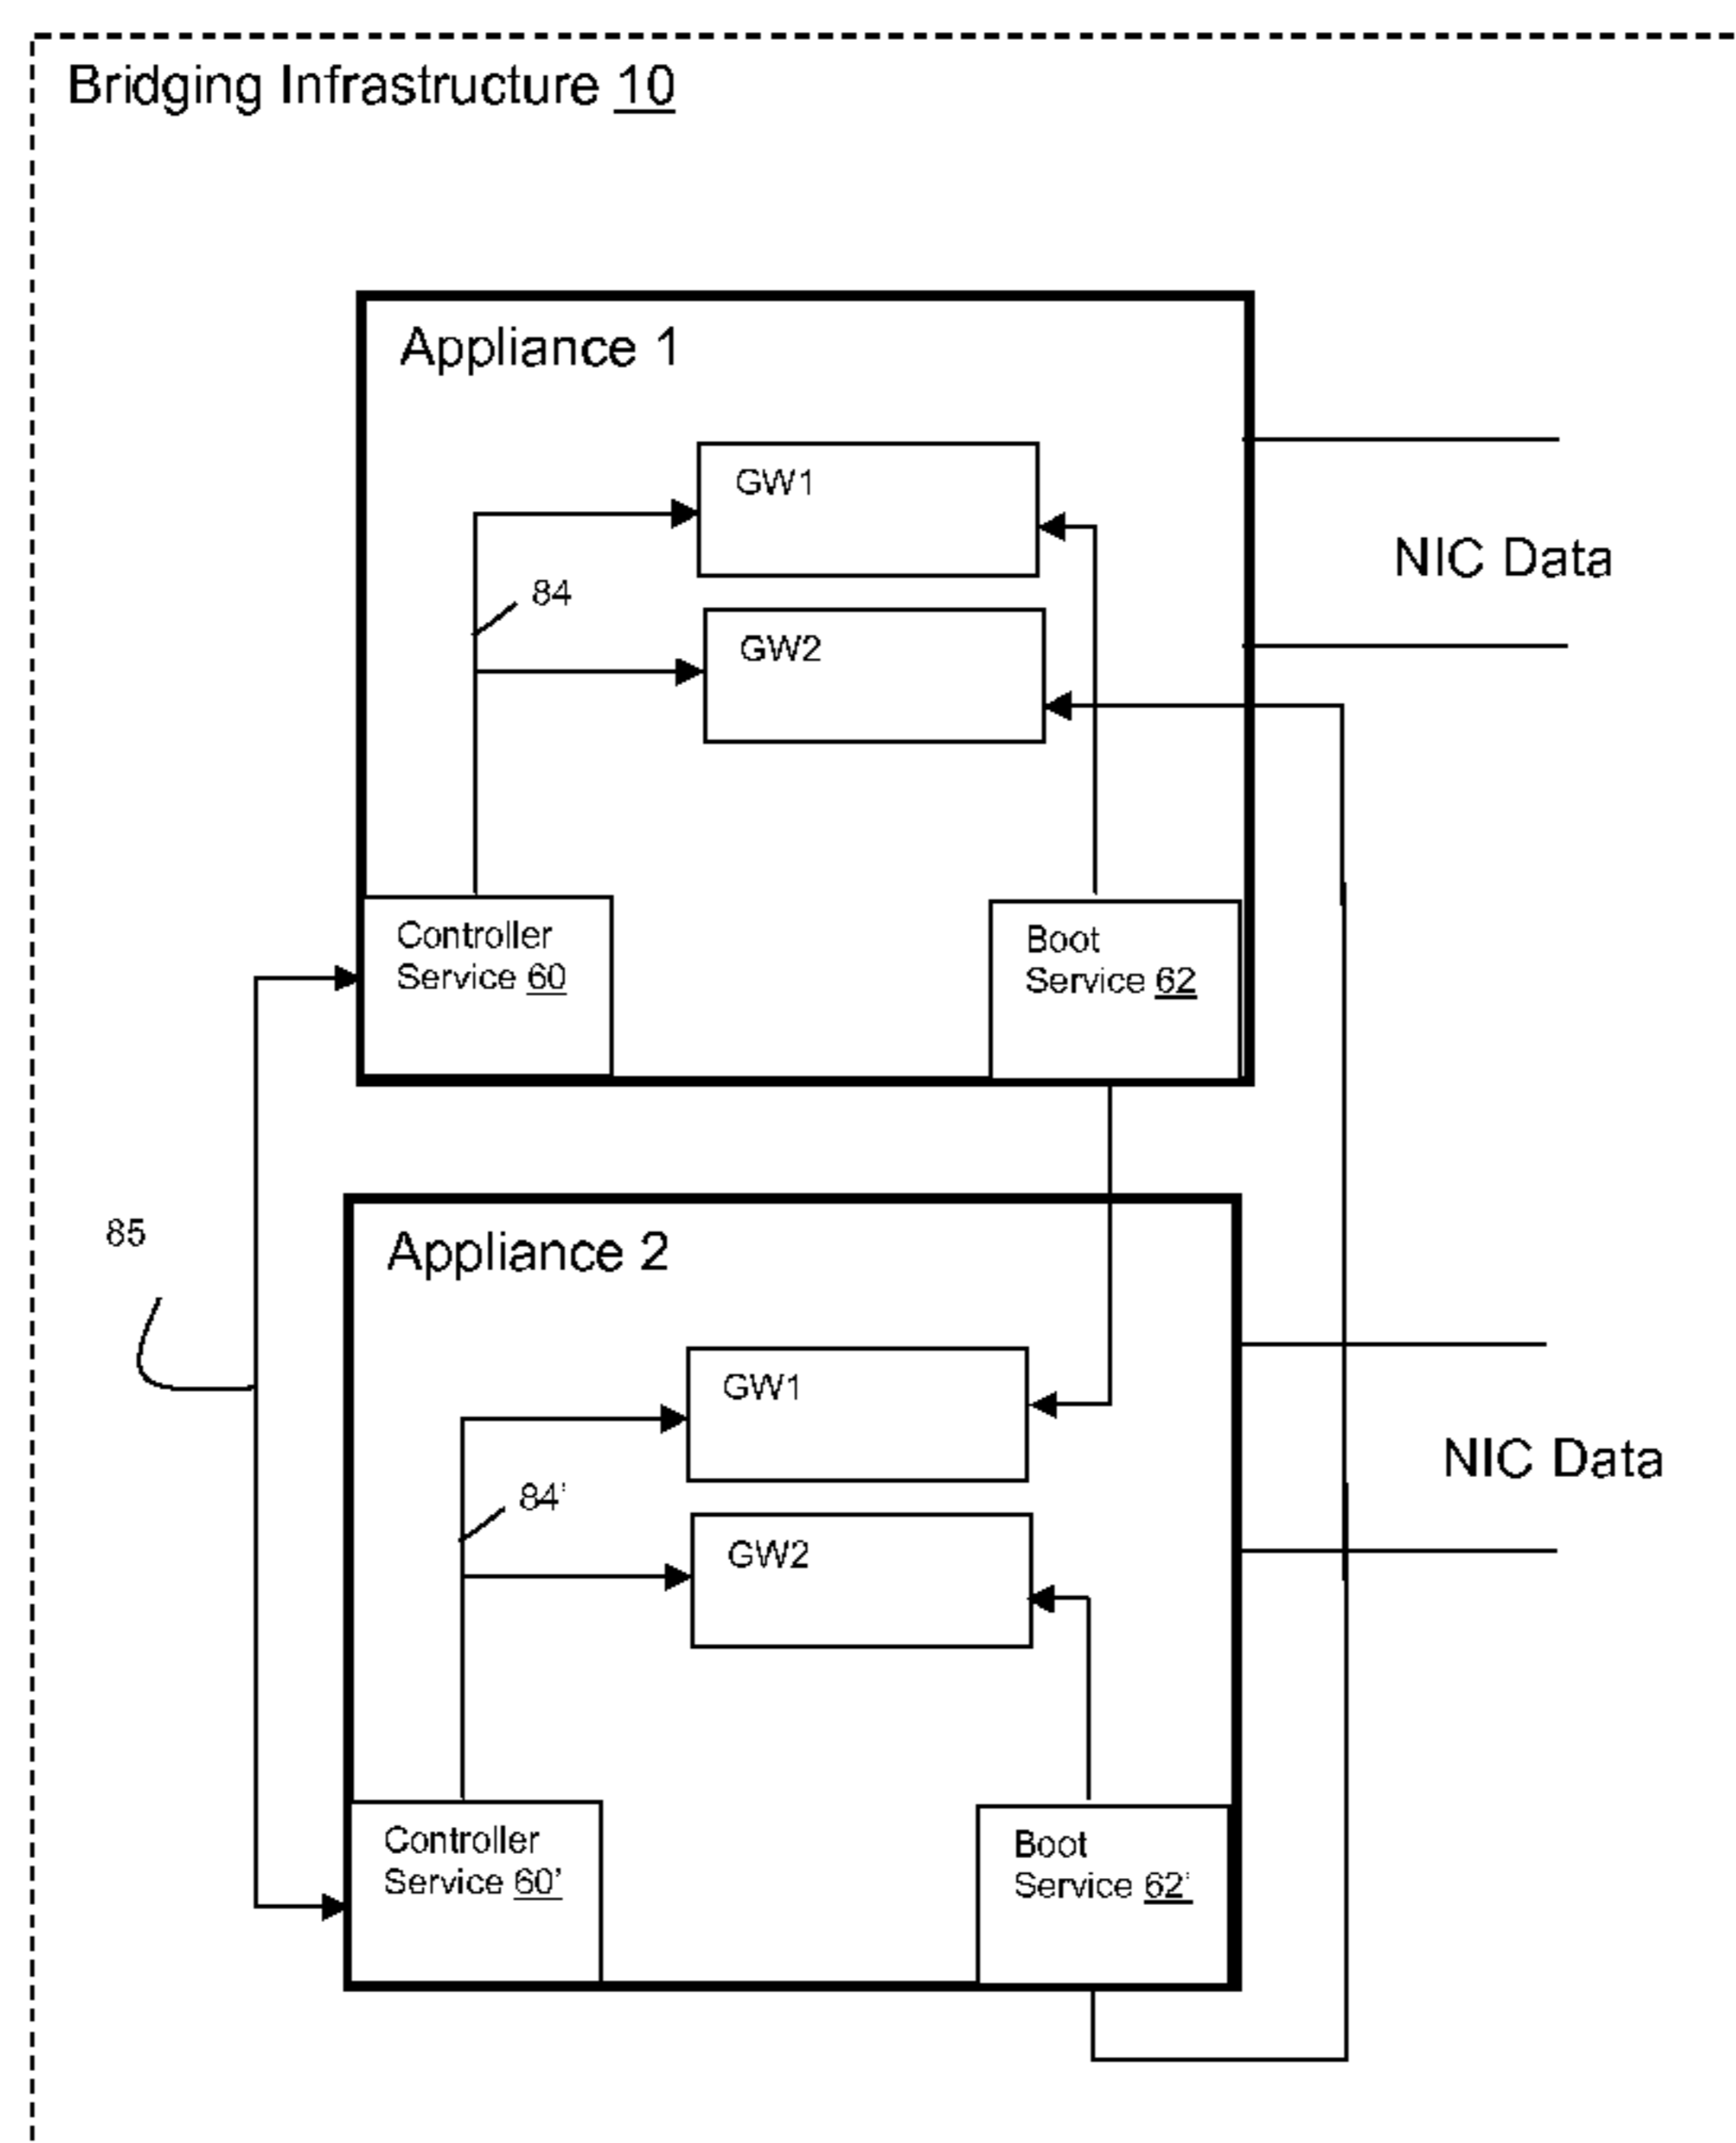 Bridging Infrastructure 10
Appliance 1
GW1
NIC Data
84
GW2
Controller
Service 60
Boot
Service 62
85
Appliance 2
GW1
NIC Data
84'
GW2
Controller
Service 60'
Boot
Service 62'